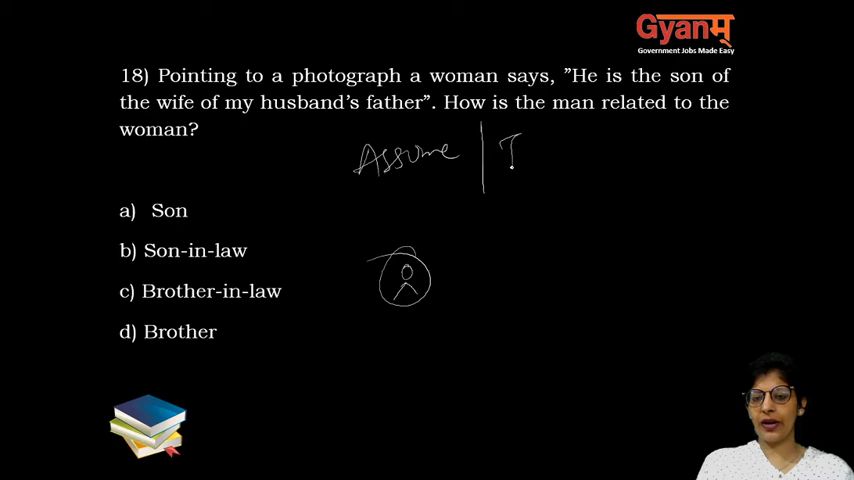 Gyanम्
Government Jobs Made Easy
18) Pointing to a photograph a woman says, ”He is the son of
the wife of my husband’s father”. How is the man related to the
woman?
Assume | I
a) Son
b) Son-in-law
c) Brother-in-law
d) Brother